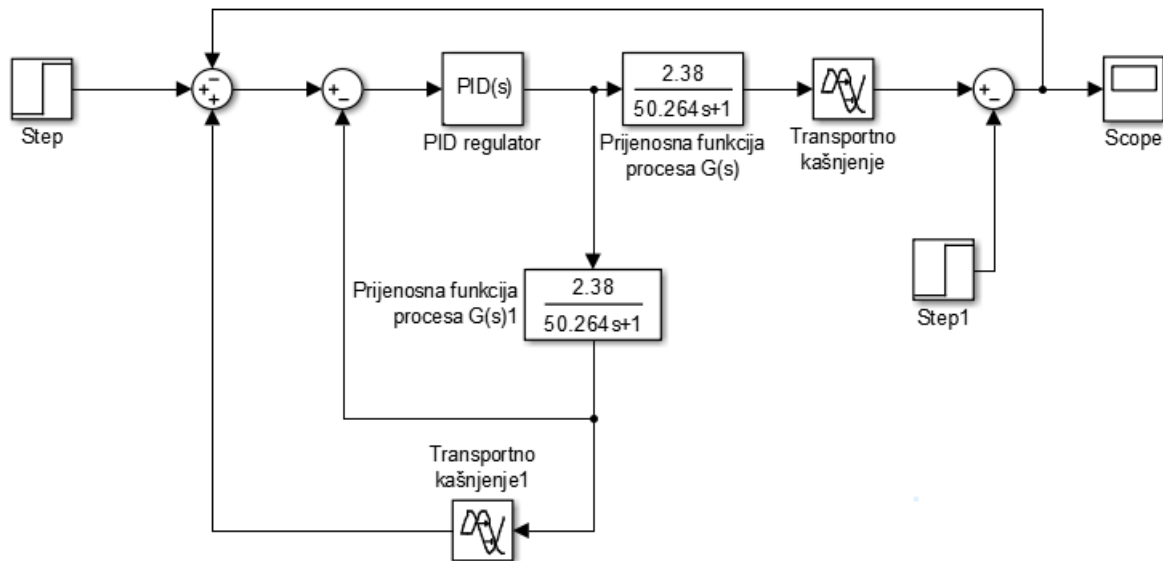 Step
+
−
+
+
−
PID(s)
PID regulator
2.38
50.264s+1
Prijenosna funkcija
procesa G(s)
Transportno
kašnjenje
+
−
Scope
Step1
Prijenosna funkcija
procesa G(s)1
2.38
50.264s+1
Transportno
kašnjenje1